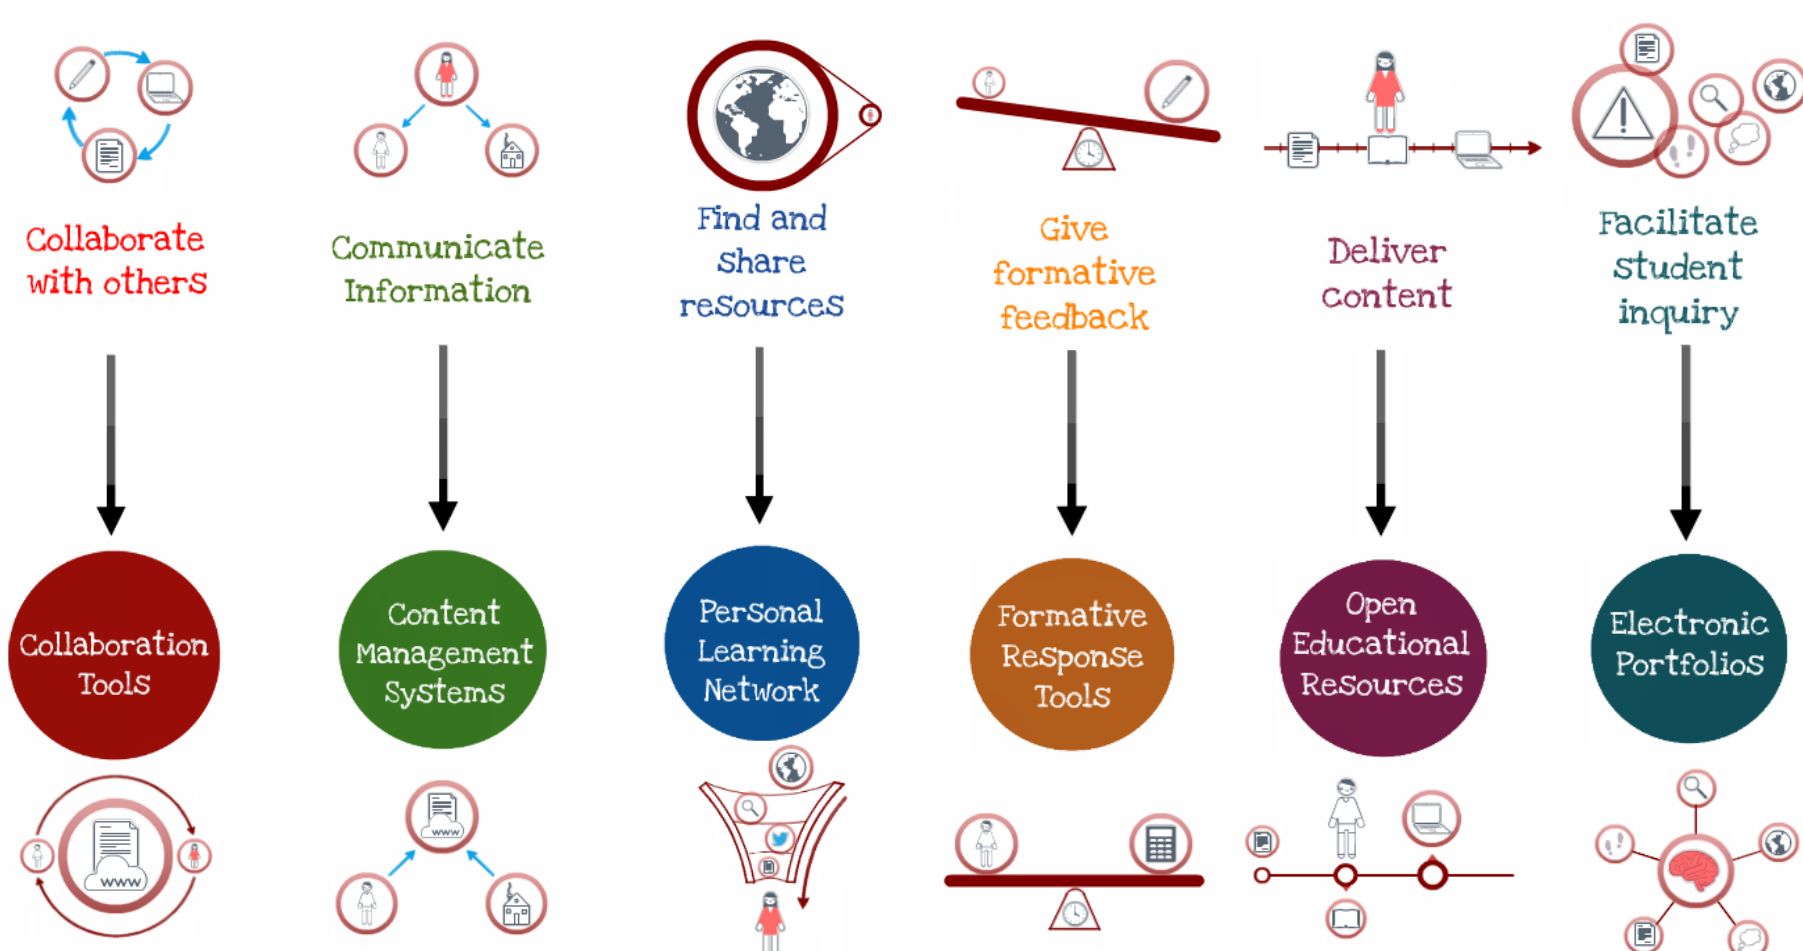 Collaborate
with others
Communicate
Information
Find and
share
resources
Give
formative
feedback
Deliver
content
Facilitate
student
inquiry
Collaboration
Tools
Content
Management
Systems
Personal
Learning
Network
Formative
Response
Tools
Open
Educational
Resources
Electronic
Portfolios
www
www